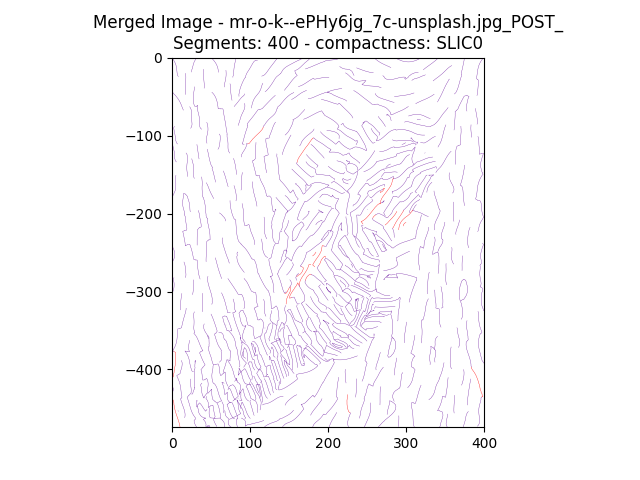 Merged Image - mr-o-k--ePHy6jg_7c-unsplash.jpg_POST_
Segments: 400 - compactness: SLIC0
0
−100
−200
−300
−400
0 100 200 300 400